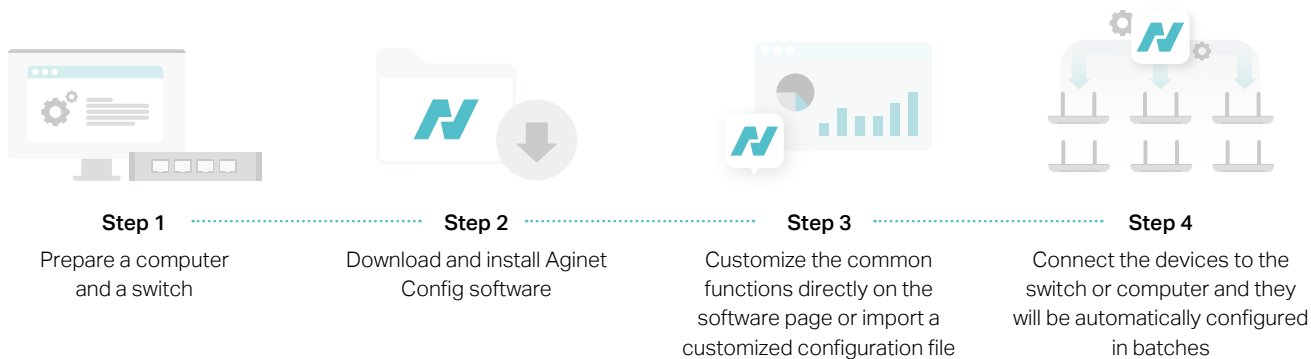 Step 1
Prepare a computer
and a switch
Step 2
Download and install Aginet
Config software
Step 3
Customize the common
functions directly on the
software page or import a
customized configuration file
Step 4
Connect the devices to the
switch or computer and they
will be automatically configured
in batches